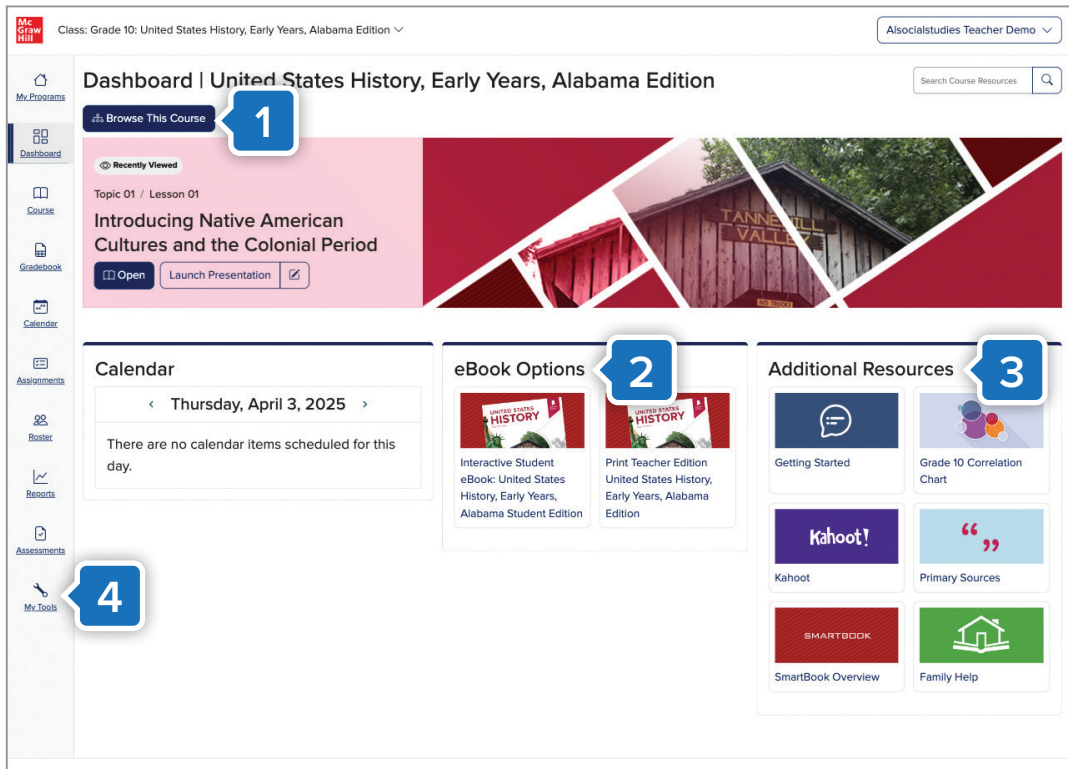 Mc
Graw
Hill
Class: Grade 10: United States History, Early Years, Alabama Edition
Alsocialstudies Teacher Demo
My Programs
Dashboard
Course
Gradebook
Calendar
Assignments
Roster
Reports
Assessments
My Tools
4
Dashboard | United States History, Early Years, Alabama Edition
Search Course Resources
Browse This Course
1
Recently Viewed
Topic 01 / Lesson 01
Introducing Native American
Cultures and the Colonial Period
Open
Launch Presentation
TANNEHILL
VALLEY
NO TRUCKS
Calendar
Thursday, April 3, 2025
There are no calendar items scheduled for this
day.
eBook Options
2
UNITED STATES
HISTORY
Interactive Student
eBook: United States
History, Early Years,
Alabama Student Edition
UNITED STATES
HISTORY
Print Teacher Edition
United States History,
Early Years, Alabama
Edition
Additional Resources
3
Getting Started
Grade 10 Correlation
Chart
Kahoot!
Kahoot
Primary Sources
SMARTBOOK
SmartBook Overview
Family Help